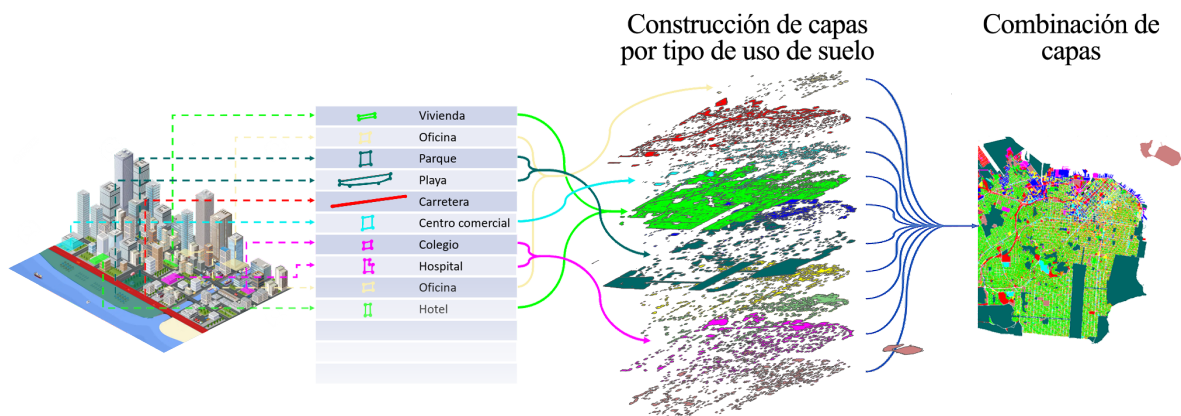 Construcción de capas
por tipo de uso de suelo
Combinación de
capas
Vivienda
Oficina
Parque
Playa
Carretera
Centro comercial
Colegio
Hospital
Oficina
Hotel